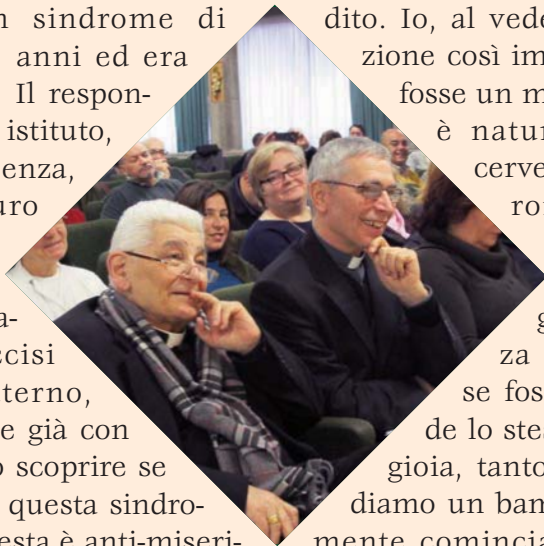 n sindrome di
anni ed era
Il respon-
istituto,
enza,
uro
a-
cisi
terno,
e già con
o scoprire se
questa sindro-
esta è anti-miseri-
dito. Io, al vede
zione così im
fosse un m
è natur
cerve
ro
g
za
se fos
de lo ste
gioia, tanto
diamo un bam
mente comincia